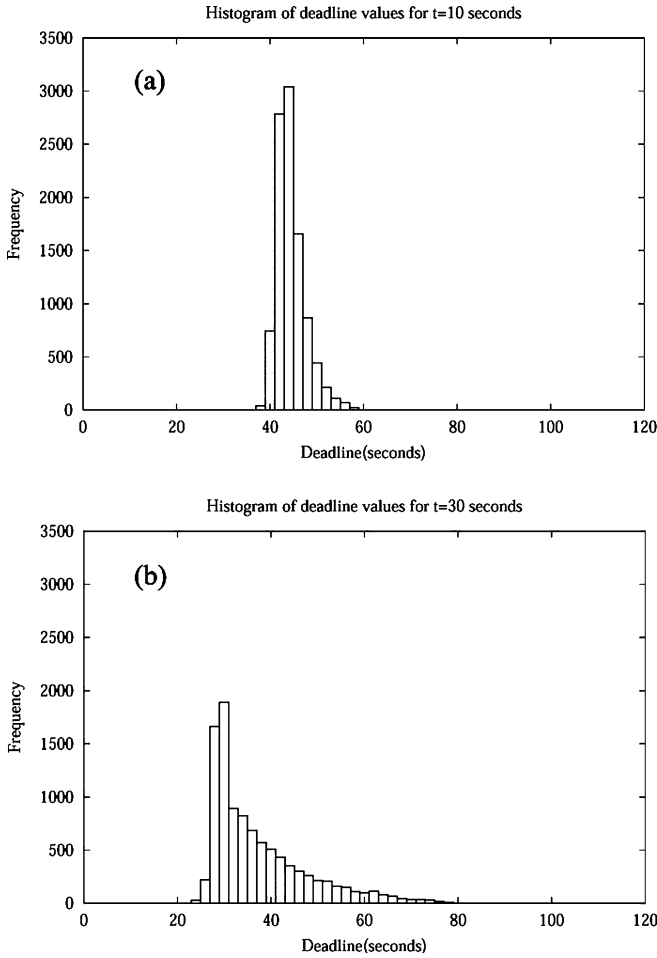 Histogram of deadline values for t=10 seconds
(a)
3500
3000
2500
2000
1500
1000
500
0
Frequency
0 20 40 60 80 100 120
Deadline(seconds)
Histogram of deadline values for t=30 seconds
(b)
3500
3000
2500
2000
1500
1000
500
0
Frequency
0 20 40 60 80 100 120
Deadline(seconds)